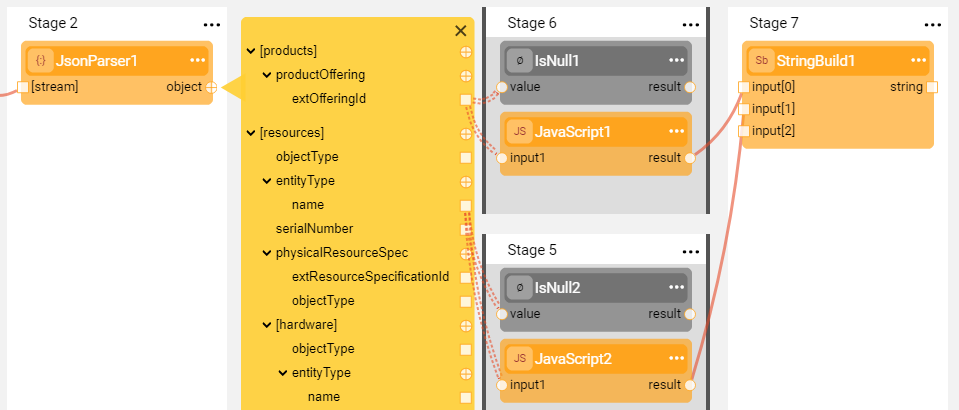 Stage 2 •••
{:} JsonParser1 •••
[stream] object
[products]
productOffering
extOfferingId
[resources]
objectType
entityType
name
serialNumber
physicalResourceSpec
extResourceSpecificationId
objectType
[hardware]
objectType
entityType
name
Stage 6 •••
ø IsNull1 •••
value result
JS JavaScript1 •••
input1 result
Stage 5 •••
ø IsNull2 •••
value result
JS JavaScript2 •••
input1 result
Stage 7 •••
Sb StringBuild1 •••
input[0] string
input[1]
input[2]